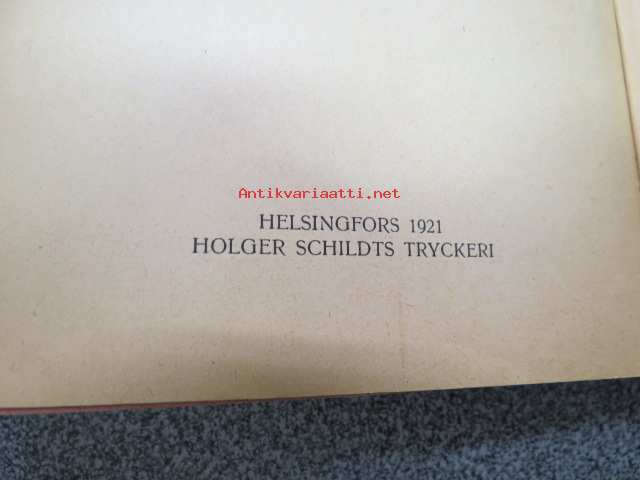 Antikvariaatti.net
HELSINGFORS 1921
HOLGER SCHILDTS TRYCKERI